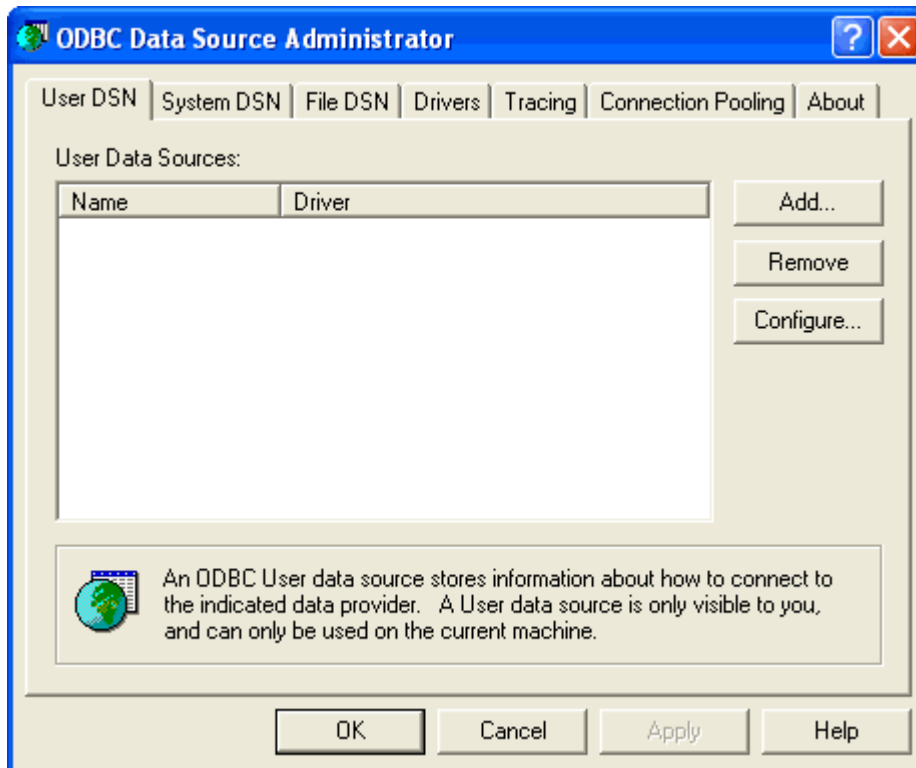 ODBC Data Source Administrator
User DSN System DSN File DSN Drivers Tracing Connection Pooling About
User Data Sources:
Name Driver
Add...
Remove
Configure...
An ODBC User data source stores information about how to connect to
the indicated data provider. A User data source is only visible to you,
and can only be used on the current machine.
OK Cancel Apply Help